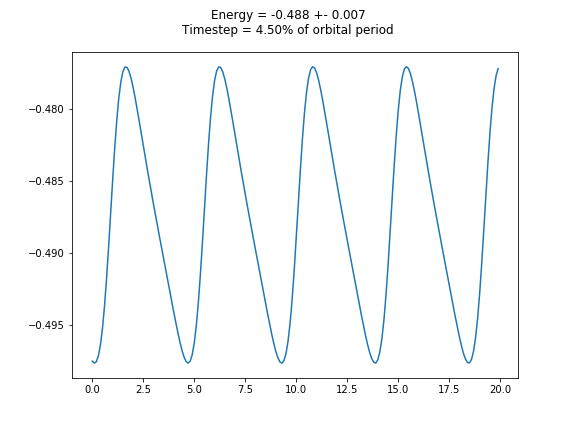 Energy = -0.488 +- 0.007
Timestep = 4.50% of orbital period
−0.480
−0.485
−0.490
−0.495
0.0 2.5 5.0 7.5 10.0 12.5 15.0 17.5 20.0